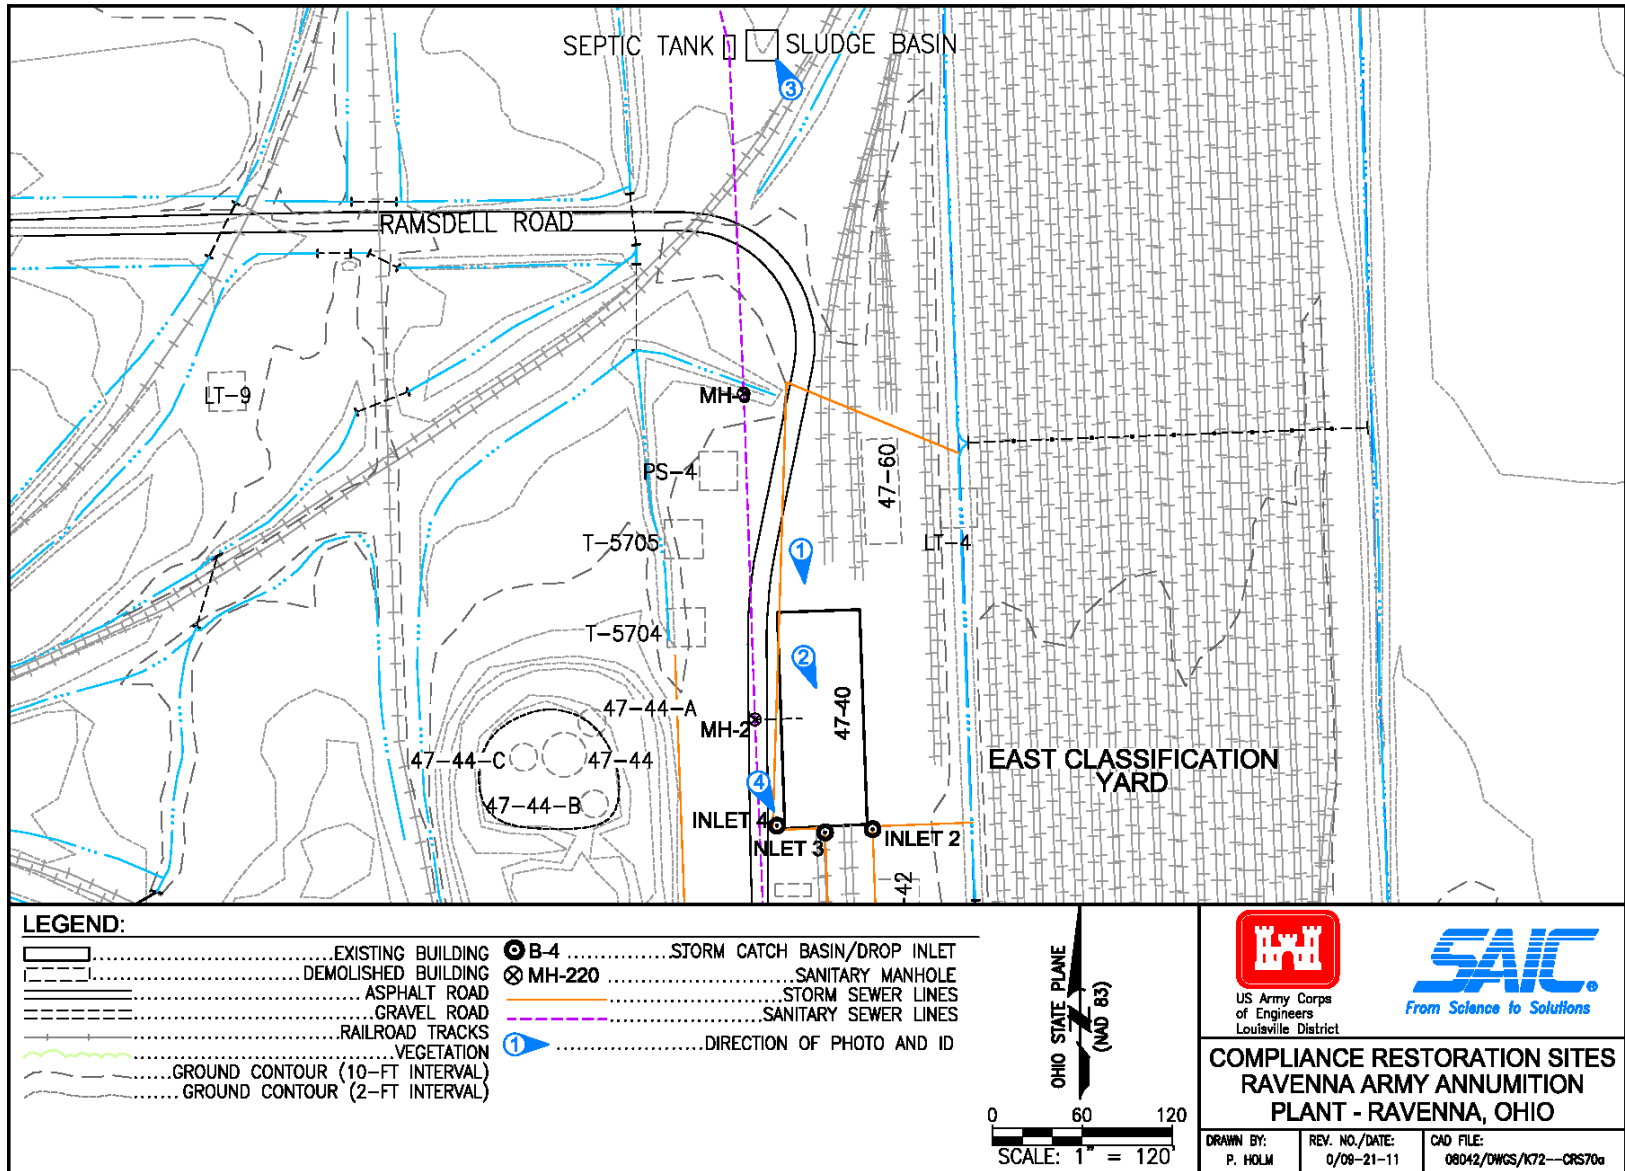 SEPTIC TANK
SLUDGE BASIN
3
RAMSDELL ROAD
LT-9
MH-3
PS-4
47-60
T-5705
LT-4
1
T-5704
2
47-44-A
47-40
MH-2
47-44-C
47-44
EAST CLASSIFICATION
YARD
4
47-44-B
INLET 4
INLET 3
INLET 2
-42
LEGEND:
EXISTING BUILDING
DEMOLISHED BUILDING
ASPHALT ROAD
GRAVEL ROAD
RAILROAD TRACKS
VEGETATION
GROUND CONTOUR (10-FT INTERVAL)
GROUND CONTOUR (2-FT INTERVAL)
B-4 STORM CATCH BASIN/DROP INLET
MH-220 SANITARY MANHOLE
STORM SEWER LINES
SANITARY SEWER LINES
1 DIRECTION OF PHOTO AND ID
OHIO STATE PLANE
(NAD 83)
0 60 120
SCALE: 1" = 120'
US Army Corps
of Engineers
Louisville District
SAIC®
From Science to Solutions
COMPLIANCE RESTORATION SITES
RAVENNA ARMY ANNUMITION
PLANT - RAVENNA, OHIO
DRAWN BY:
P. HOLM
REV. NO./DATE:
0/09-21-11
CAD FILE:
08042/DWGS/K72--CRS70a